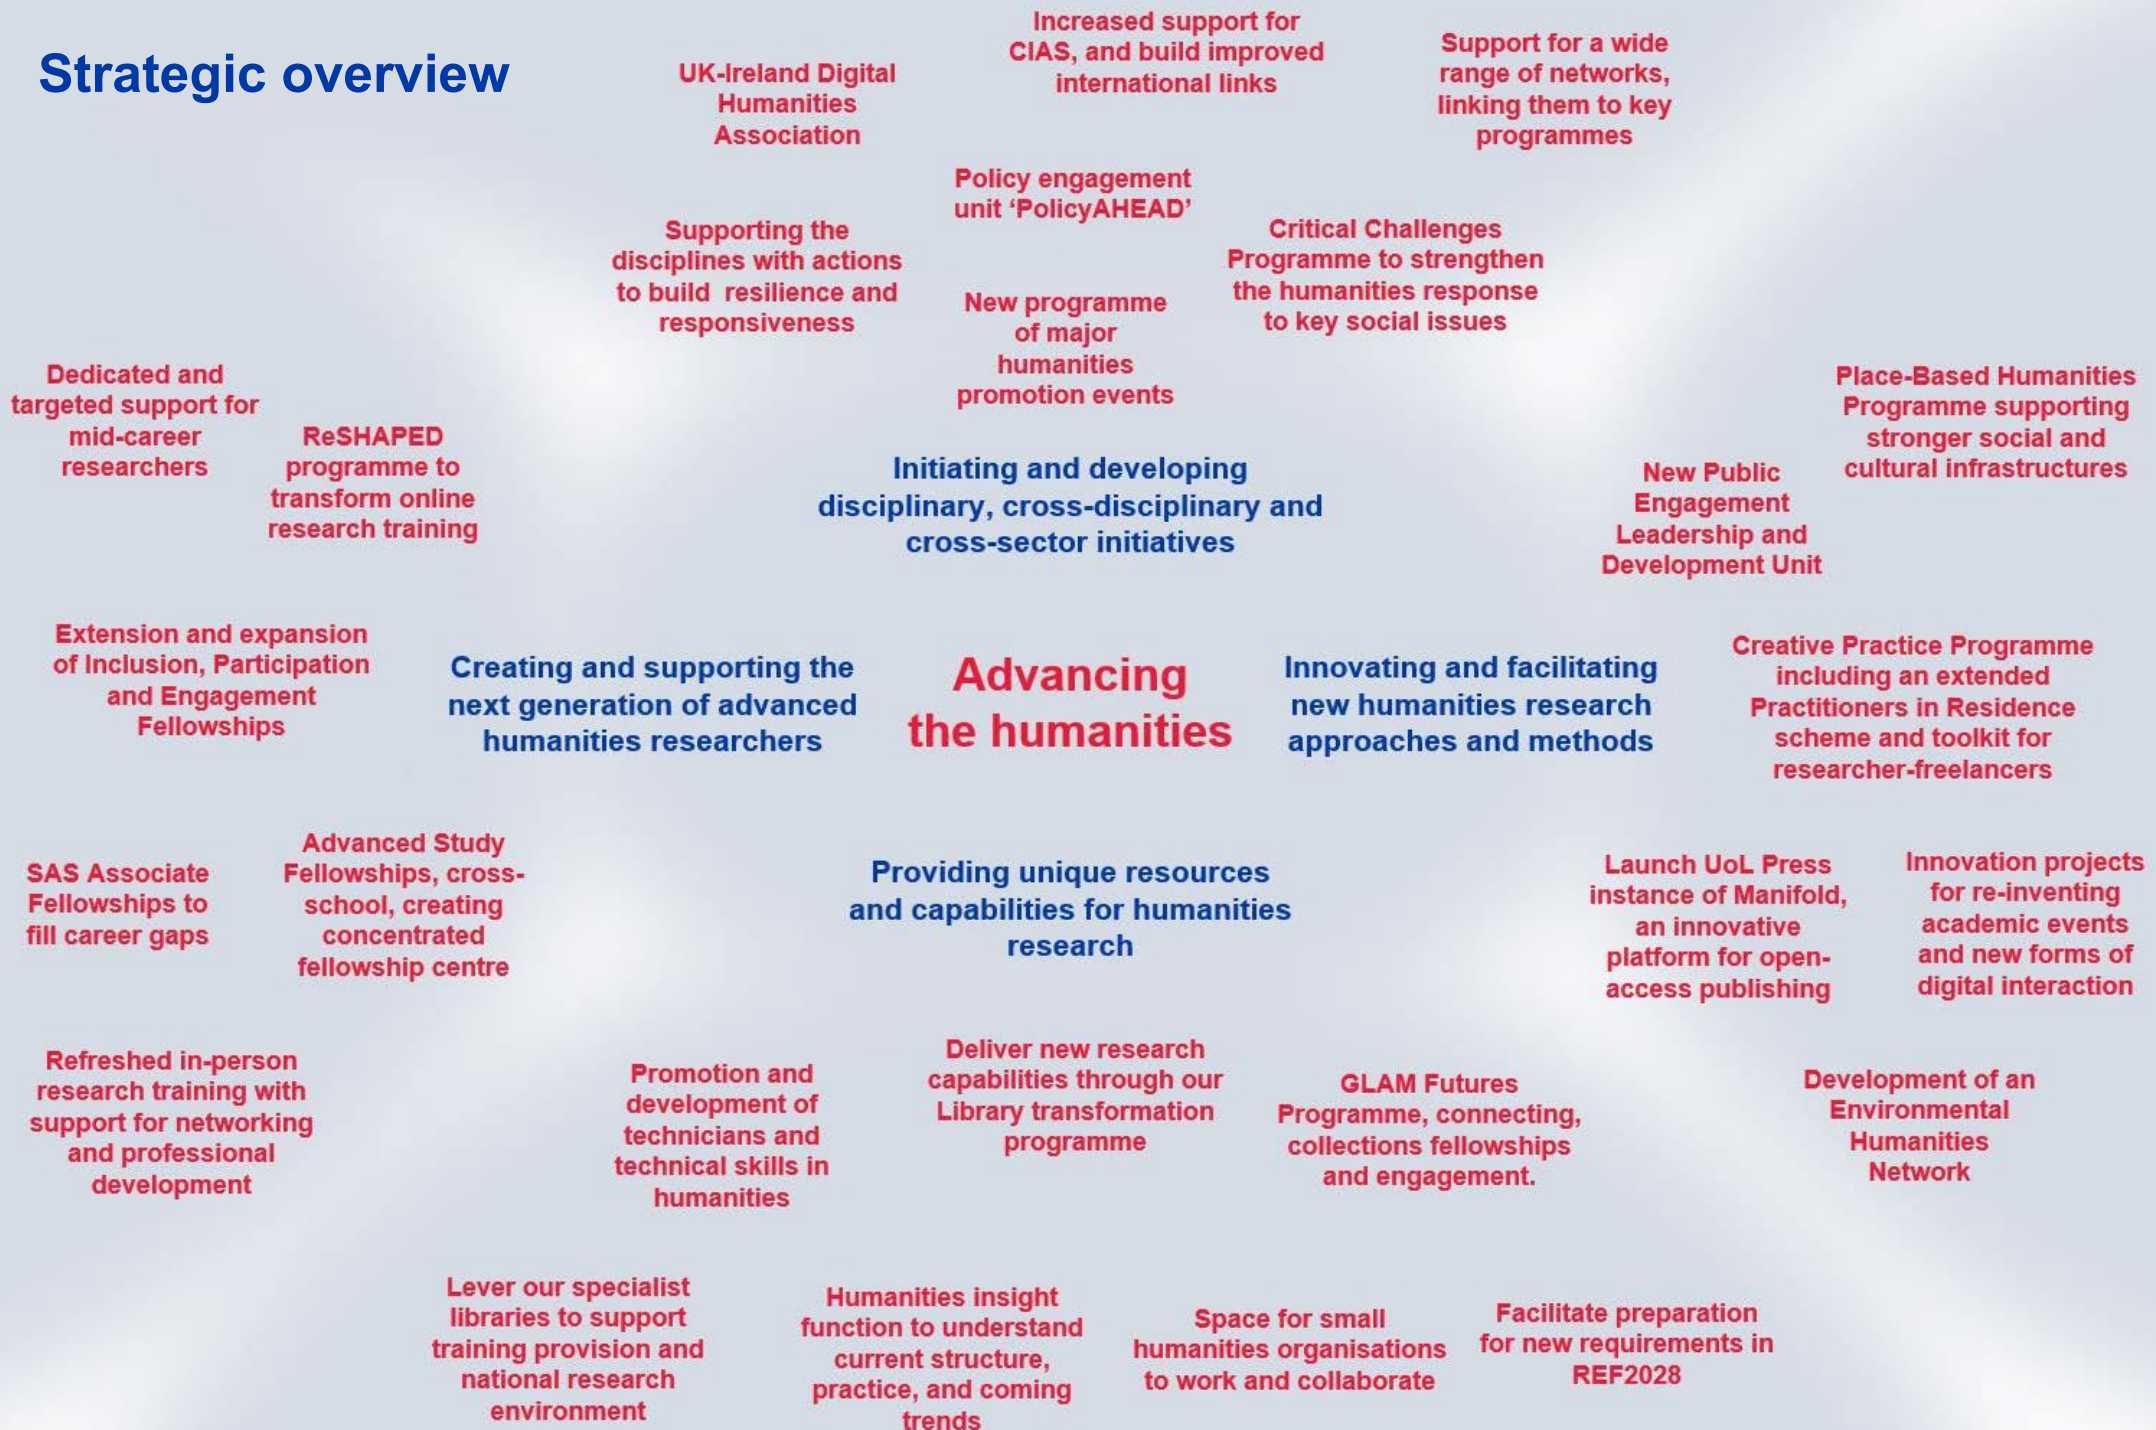 Strategic overview
UK-Ireland Digital
Humanities
Association
Increased support for
CIAS, and build improved
international links
Support for a wide
range of networks,
linking them to key
programmes
Policy engagement
unit ‘PolicyAHEAD’
Supporting the
disciplines with actions
to build  resilience and
responsiveness
New programme
of major
humanities
promotion events
Critical Challenges
Programme to strengthen
the humanities response
to key social issues
Dedicated and
targeted support for
mid-career
researchers
ReSHAPED
programme to
transform online
research training
Initiating and developing
disciplinary, cross-disciplinary and
cross-sector initiatives
New Public
Engagement
Leadership and
Development Unit
Place-Based Humanities
Programme supporting
stronger social and
cultural infrastructures
Extension and expansion
of Inclusion, Participation
and Engagement
Fellowships
Creating and supporting the
next generation of advanced
humanities researchers
Advancing
the humanities
Innovating and facilitating
new humanities research
approaches and methods
Creative Practice Programme
including an extended
Practitioners in Residence
scheme and toolkit for
researcher-freelancers
SAS Associate
Fellowships to
fill career gaps
Advanced Study
Fellowships, cross-
school, creating
concentrated
fellowship centre
Providing unique resources
and capabilities for humanities
research
Launch UoL Press
instance of Manifold,
an innovative
platform for open-
access publishing
Innovation projects
for re-inventing
academic events
and new forms of
digital interaction
Refreshed in-person
research training with
support for networking
and professional
development
Promotion and
development of
technicians and
technical skills in
humanities
Deliver new research
capabilities through our
Library transformation
programme
GLAM Futures
Programme, connecting,
collections fellowships
and engagement.
Development of an
Environmental
Humanities
Network
Lever our specialist
libraries to support
training provision and
national research
environment
Humanities insight
function to understand
current structure,
practice, and coming
trends
Space for small
humanities organisations
to work and collaborate
Facilitate preparation
for new requirements in
REF2028